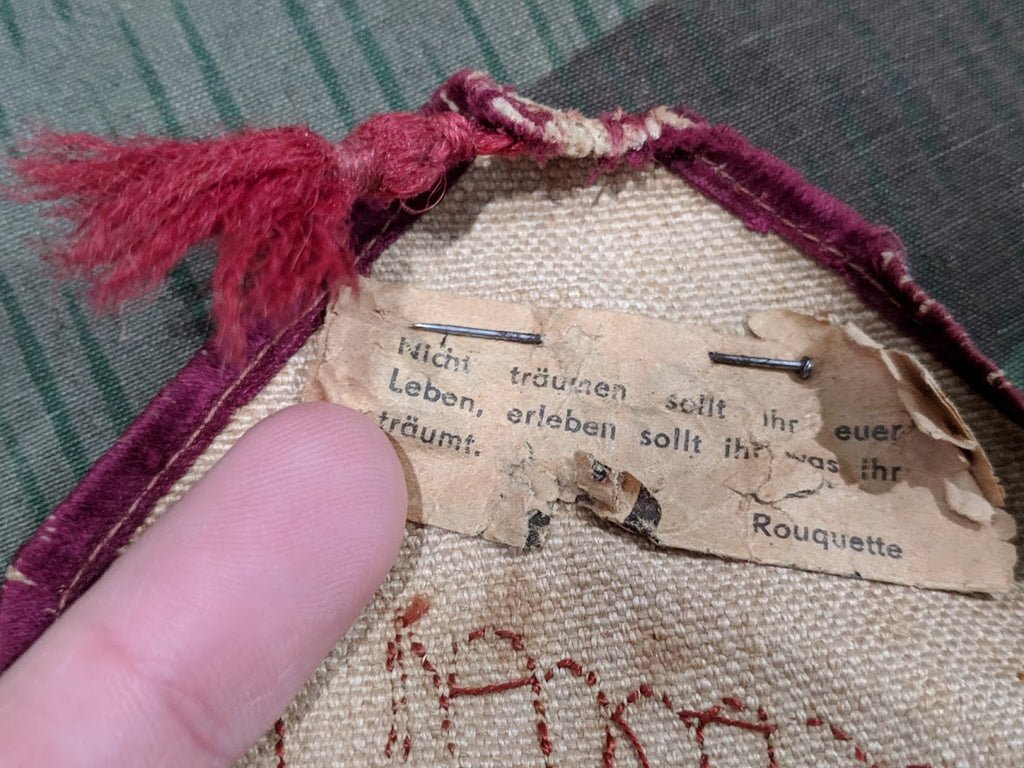 Nicht träumen sollt ihr euer
Leben, erleben sollt ihr was ihr
träumt.
Rouquette